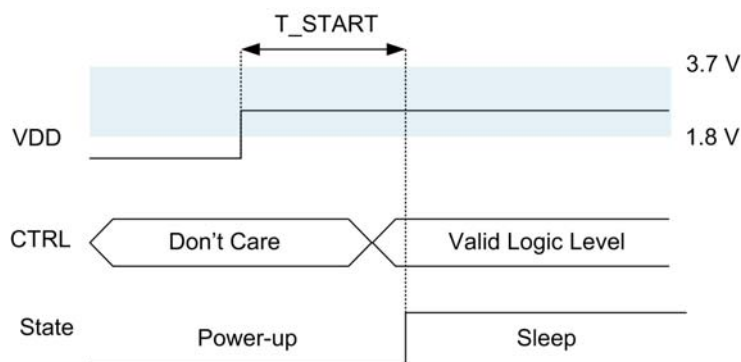 T_START
3.7 V
VDD
1.8 V
CTRL
Don't Care
Valid Logic Level
State
Power-up
Sleep